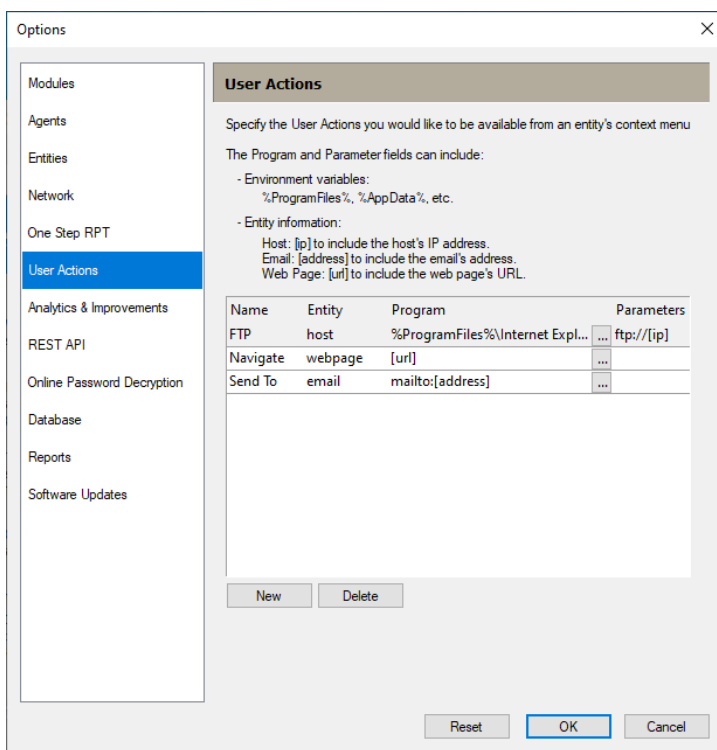 Options
Modules
Agents
Entities
Network
One Step RPT
User Actions
Analytics & Improvements
REST API
Online Password Decryption
Database
Reports
Software Updates
User Actions
Specify the User Actions you would like to be available from an entity's context menu
The Program and Parameter fields can include:
- Environment variables:
%ProgramFiles%, %AppData%, etc.
- Entity information:
Host: [ip] to include the host's IP address.
Email: [address] to include the email's address.
Web Page: [url] to include the web page's URL.
Name Entity Program Parameters
FTP host %ProgramFiles%\Internet Expl... ... ftp://[ip]
Navigate webpage [url] ...
Send To email mailto:[address] ...
New Delete
Reset OK Cancel